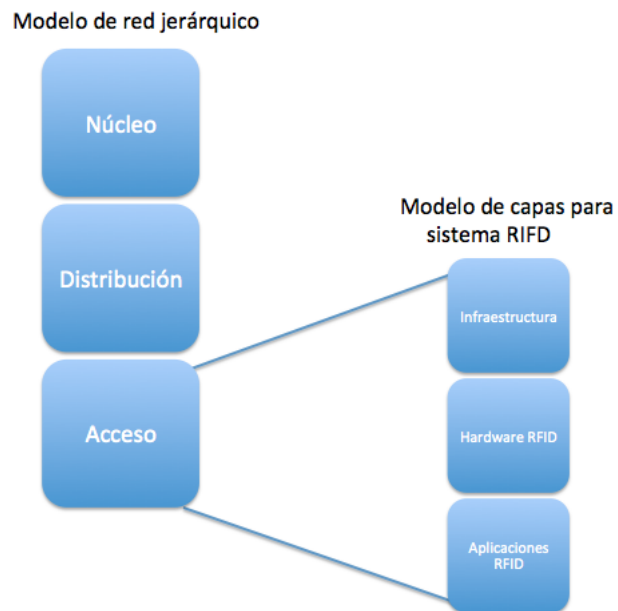 Modelo de red jerárquico
Núcleo
Distribución
Acceso
Modelo de capas para
sistema RIFD
Infraestructura
Hardware RFID
Aplicaciones
RFID